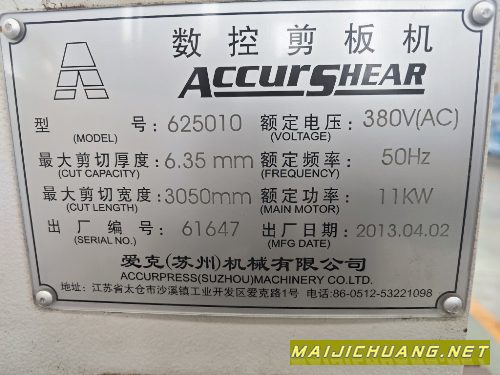 数控剪板机
ACCURSHEAR
型 号: 625010 额定电压: 380V(AC)
(MODEL) (VOLTAGE)
最大剪切厚度: 6.35 mm 额定频率: 50Hz
(CUT CAPACITY) (FREQUENCY)
最大剪切宽度: 3050mm 额定功率: 11KW
(CUT LENGTH) (MAIN MOTOR)
出 厂 编 号: 61647 出厂日期: 2013.04.02
(SERIAL NO.) (MFG DATE)
爱克(苏州)机械有限公司
ACCURPRESS(SUZHOU)MACHINERY CO.LTD.
地址: 江苏省太仓市沙溪镇工业开发区爱克路1号 电话:86-0512-53221098
MAIJICHUANG.NET